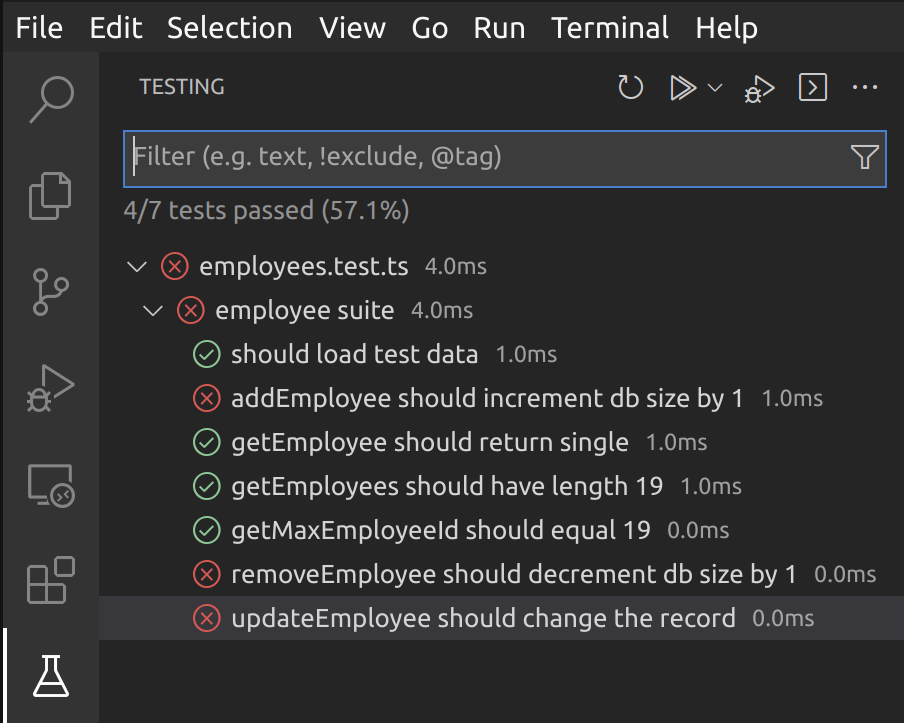 File Edit Selection View Go Run Terminal Help
TESTING
Filter (e.g. text, !exclude, @tag)
4/7 tests passed (57.1%)
employees.test.ts 4.0ms
employee suite 4.0ms
should load test data 1.0ms
addEmployee should increment db size by 1 1.0ms
getEmployee should return single 1.0ms
getEmployees should have length 19 1.0ms
getMaxEmployeeId should equal 19 0.0ms
removeEmployee should decrement db size by 1 0.0ms
updateEmployee should change the record 0.0ms